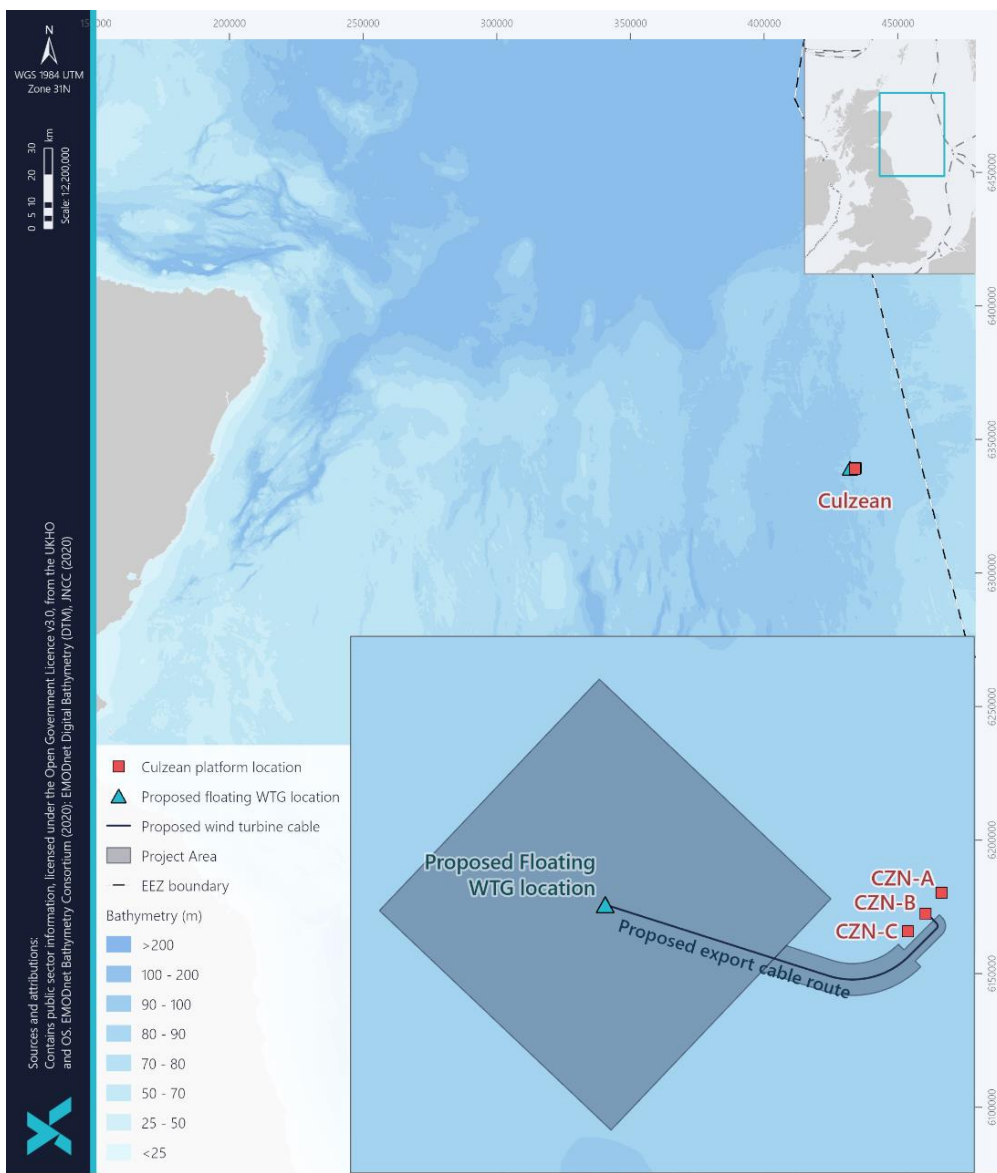 150000
200000
250000
300000
350000
400000
450000
N
WGS 1984 UTM
Zone 31N
km
0 5 10 20 30
Scale: 1:2,200,000
6450000
6400000
6350000
6300000
6250000
6200000
6150000
6100000
Culzean
Culzean platform location
Proposed floating WTG location
Proposed wind turbine cable
Project Area
EEZ boundary
Bathymetry (m)
>200
100 - 200
90 - 100
80 - 90
70 - 80
50 - 70
25 - 50
<25
Proposed Floating
WTG location
Proposed export cable route
CZN-A
CZN-B
CZN-C
Sources and attributions:
Contains public sector information, licensed under the Open Government Licence v3.0, from the UKHO
and OS. EMODnet Bathymetry Consortium (2020): EMODnet Digital Bathymetry (DTM), JNCC (2020)